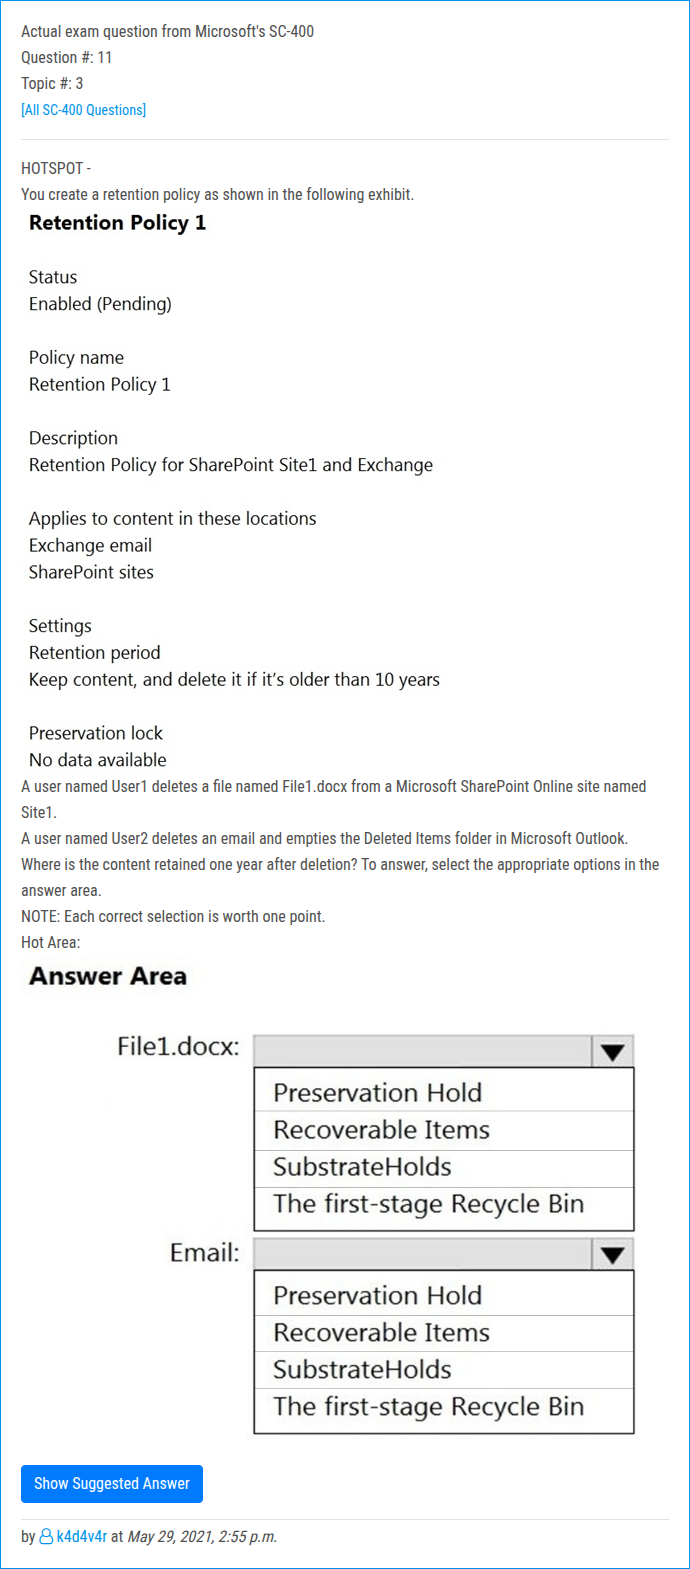 Actual exam question from Microsoft's SC-400
Question #: 11
Topic #: 3
[All SC-400 Questions]
HOTSPOT -
You create a retention policy as shown in the following exhibit.
Retention Policy 1
Status
Enabled (Pending)
Policy name
Retention Policy 1
Description
Retention Policy for SharePoint Site1 and Exchange
Applies to content in these locations
Exchange email
SharePoint sites
Settings
Retention period
Keep content, and delete it if it's older than 10 years
Preservation lock
No data available
A user named User1 deletes a file named File1.docx from a Microsoft SharePoint Online site named
Site1.
A user named User2 deletes an email and empties the Deleted Items folder in Microsoft Outlook.
Where is the content retained one year after deletion? To answer, select the appropriate options in the
answer area.
NOTE: Each correct selection is worth one point.
Hot Area:
Answer Area
File1.docx:
Preservation Hold
Recoverable Items
SubstrateHolds
The first-stage Recycle Bin
Email:
Preservation Hold
Recoverable Items
SubstrateHolds
The first-stage Recycle Bin
Show Suggested Answer
by k4d4v4r at May 29, 2021, 2:55 p.m.